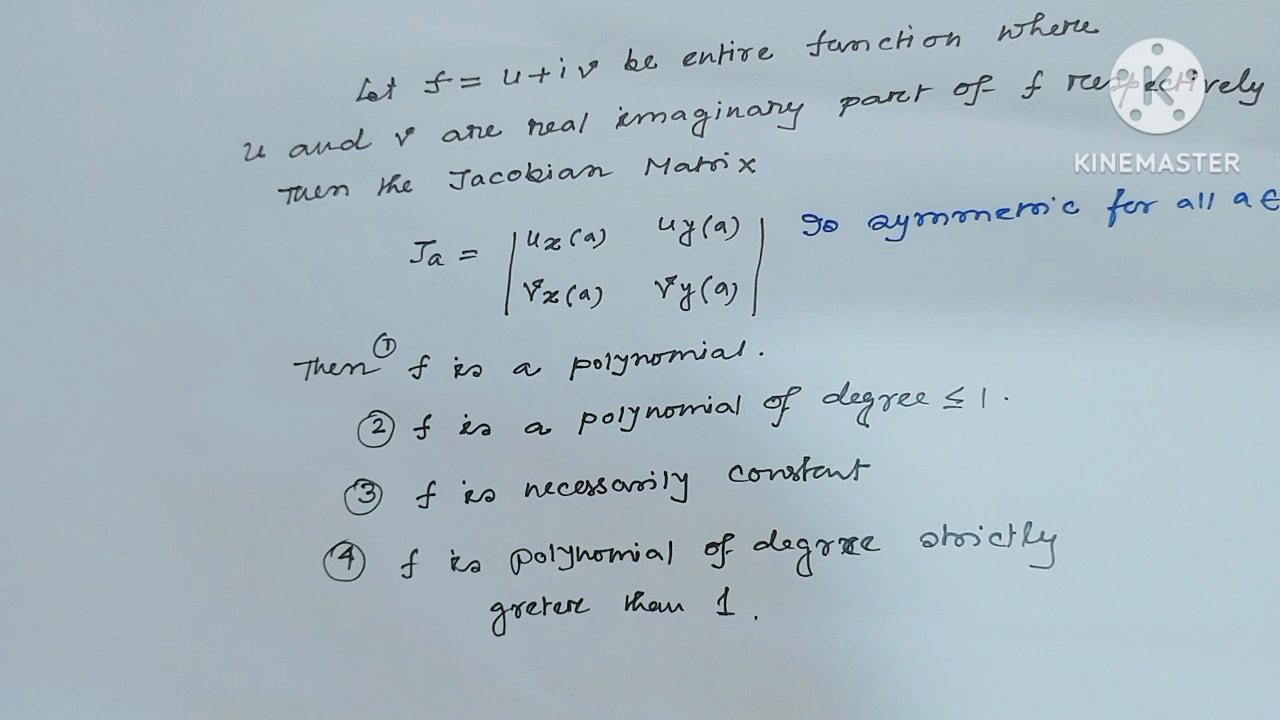 Let f = u + i v be entire function where
u and v are real imaginary part of f respectively
KINEMASTER
Then the Jacobian Matrix
Ja = | ux(a) uy(a) | Is symmetric for all a ∈
| vx(a) vy(a) |
Then ① f is a polynomial.
② f is a polynomial of degree ≤ 1.
③ f is necessarily constant
④ f is polynomial of degree strictly
greter than 1.